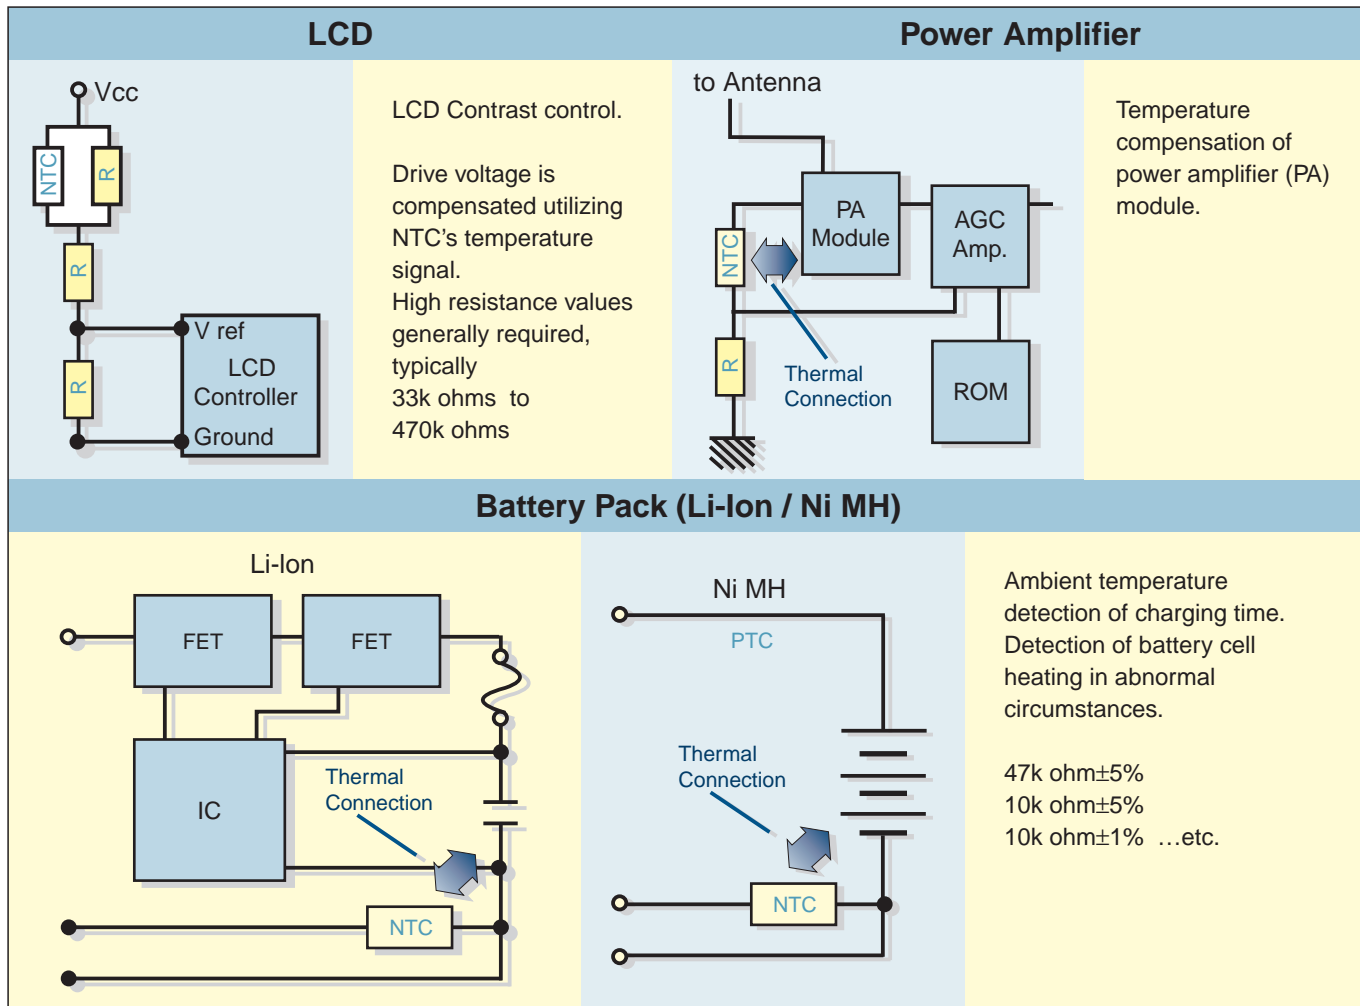 LCD
Power Amplifier
Vcc
NTC
R
R
V ref
R
LCD
Controller
Ground
LCD Contrast control.
Drive voltage is
compensated utilizing
NTC's temperature
signal.
High resistance values
generally required,
typically
33k ohms  to
470k ohms
to Antenna
PA
Module
AGC
Amp.
NTC
R
Thermal
Connection
ROM
Temperature
compensation of
power amplifier (PA)
module.
Battery Pack (Li-Ion / Ni MH)
Li-Ion
FET
FET
IC
Thermal
Connection
NTC
Ni MH
PTC
Thermal
Connection
NTC
Ambient temperature
detection of charging time.
Detection of battery cell
heating in abnormal
circumstances.
47k ohm±5%
10k ohm±5%
10k ohm±1%  …etc.